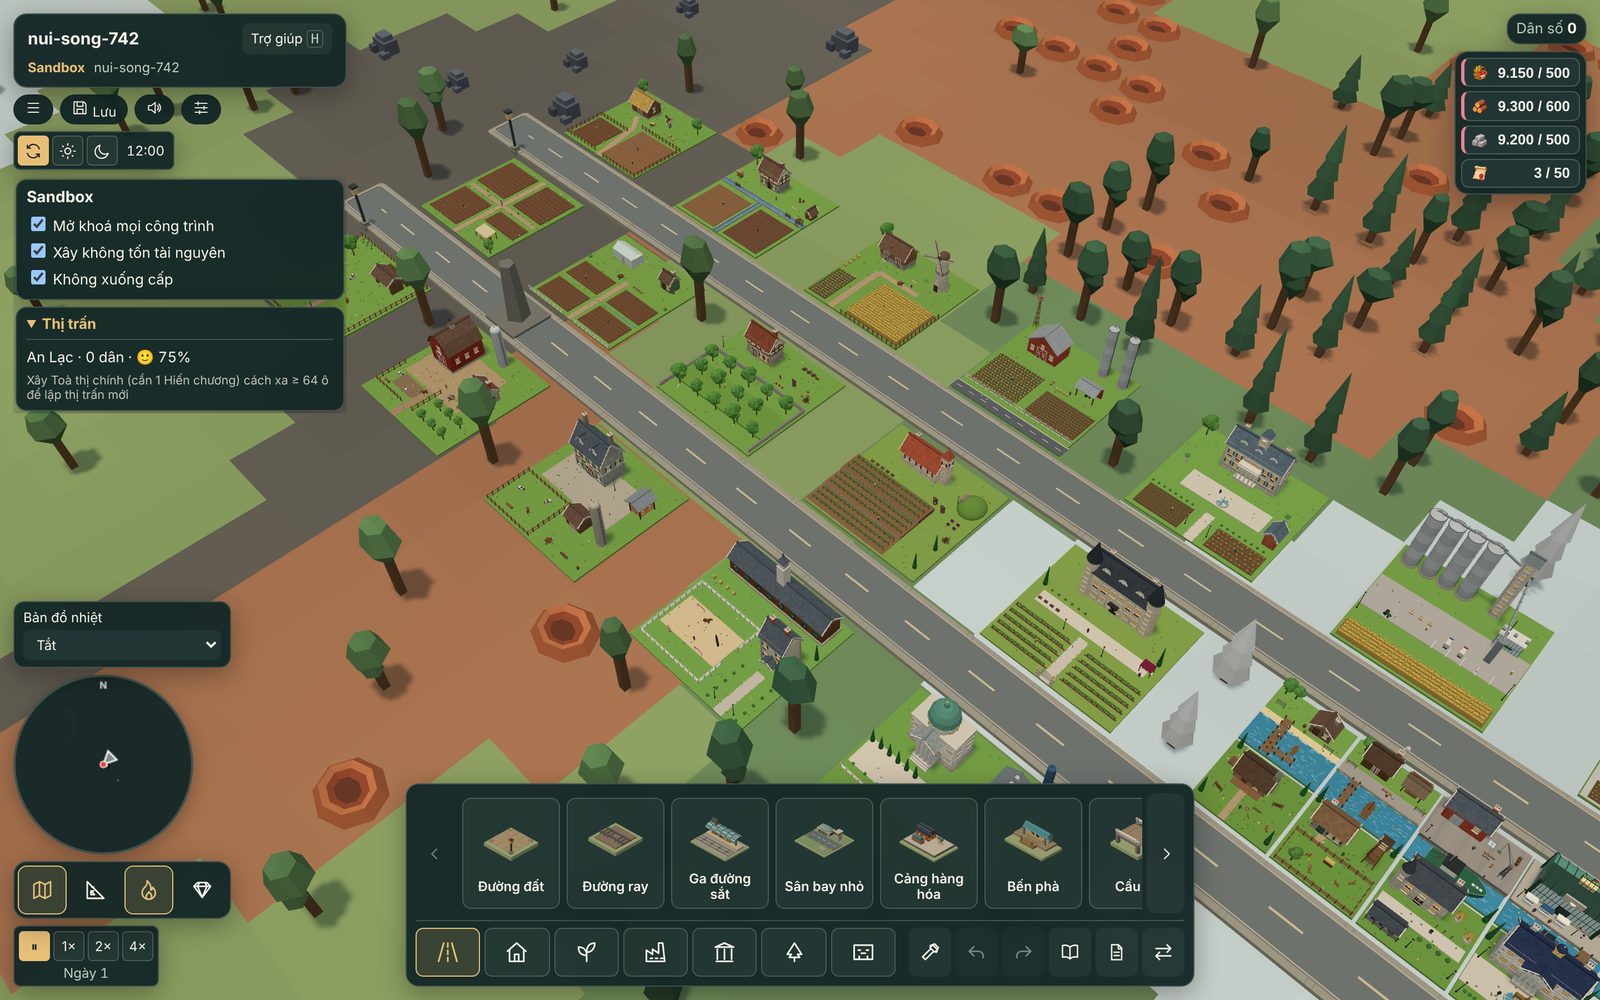 nui-song-742
Trợ giúp H
Sandbox nui-song-742
Lưu
12:00
Sandbox
Mở khoá mọi công trình
Xây không tốn tài nguyên
Không xuống cấp
▼ Thị trấn
An Lạc · 0 dân · 🙂 75%
Xây Toà thị chính (cần 1 Hiến chương) cách xa ≥ 64 ô
để lập thị trấn mới
Dân số 0
9.150 / 500
9.300 / 600
9.200 / 500
3 / 50
Bản đồ nhiệt
Tắt
N
1× 2× 4×
Ngày 1
Đường đất
Đường ray
Ga đường
sắt
Sân bay nhỏ
Cảng hàng
hóa
Bến phà
Cầu